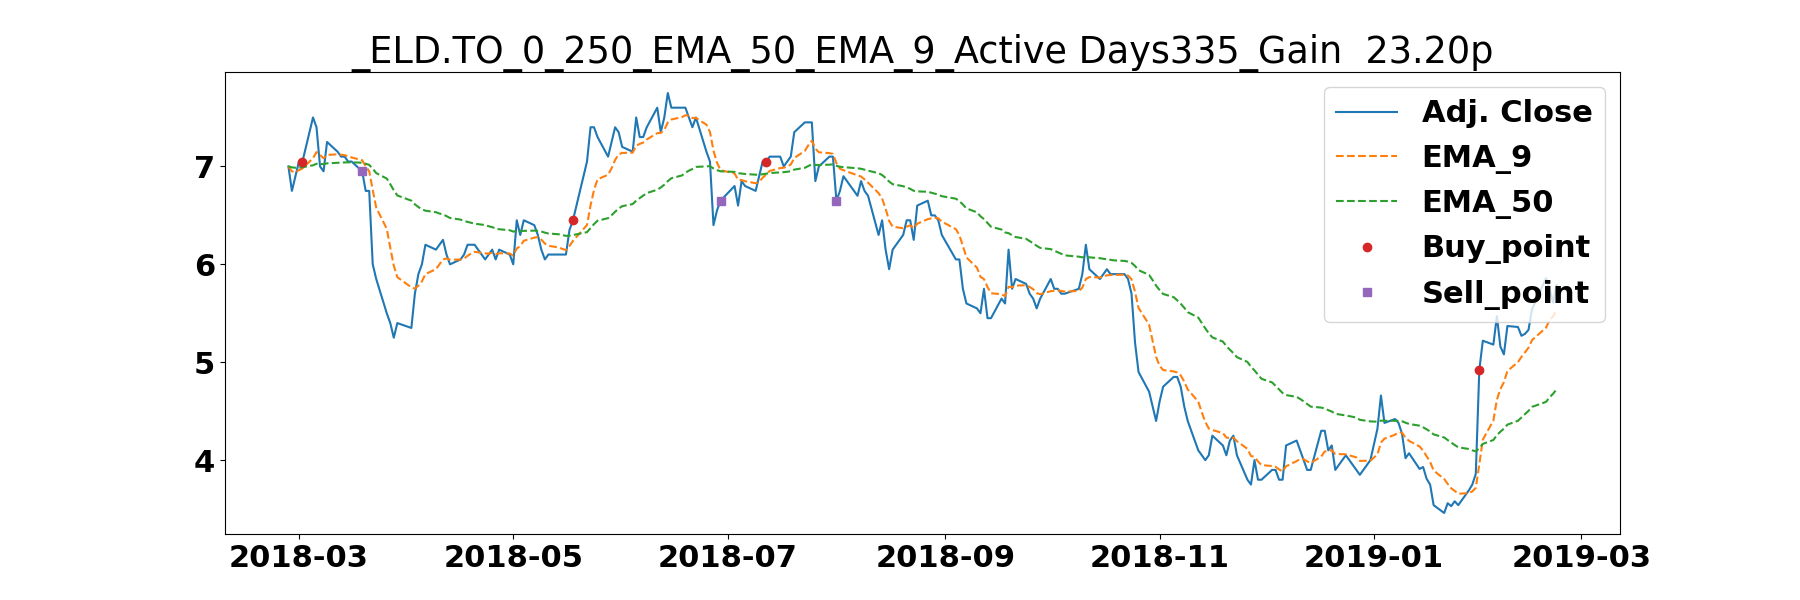 _ELD.TO_0_250_EMA_50_EMA_9_Active Days335_Gain  23.20p
Adj. Close
EMA_9
EMA_50
Buy_point
Sell_point
7
6
5
4
2018-03 2018-05 2018-07 2018-09 2018-11 2019-01 2019-03